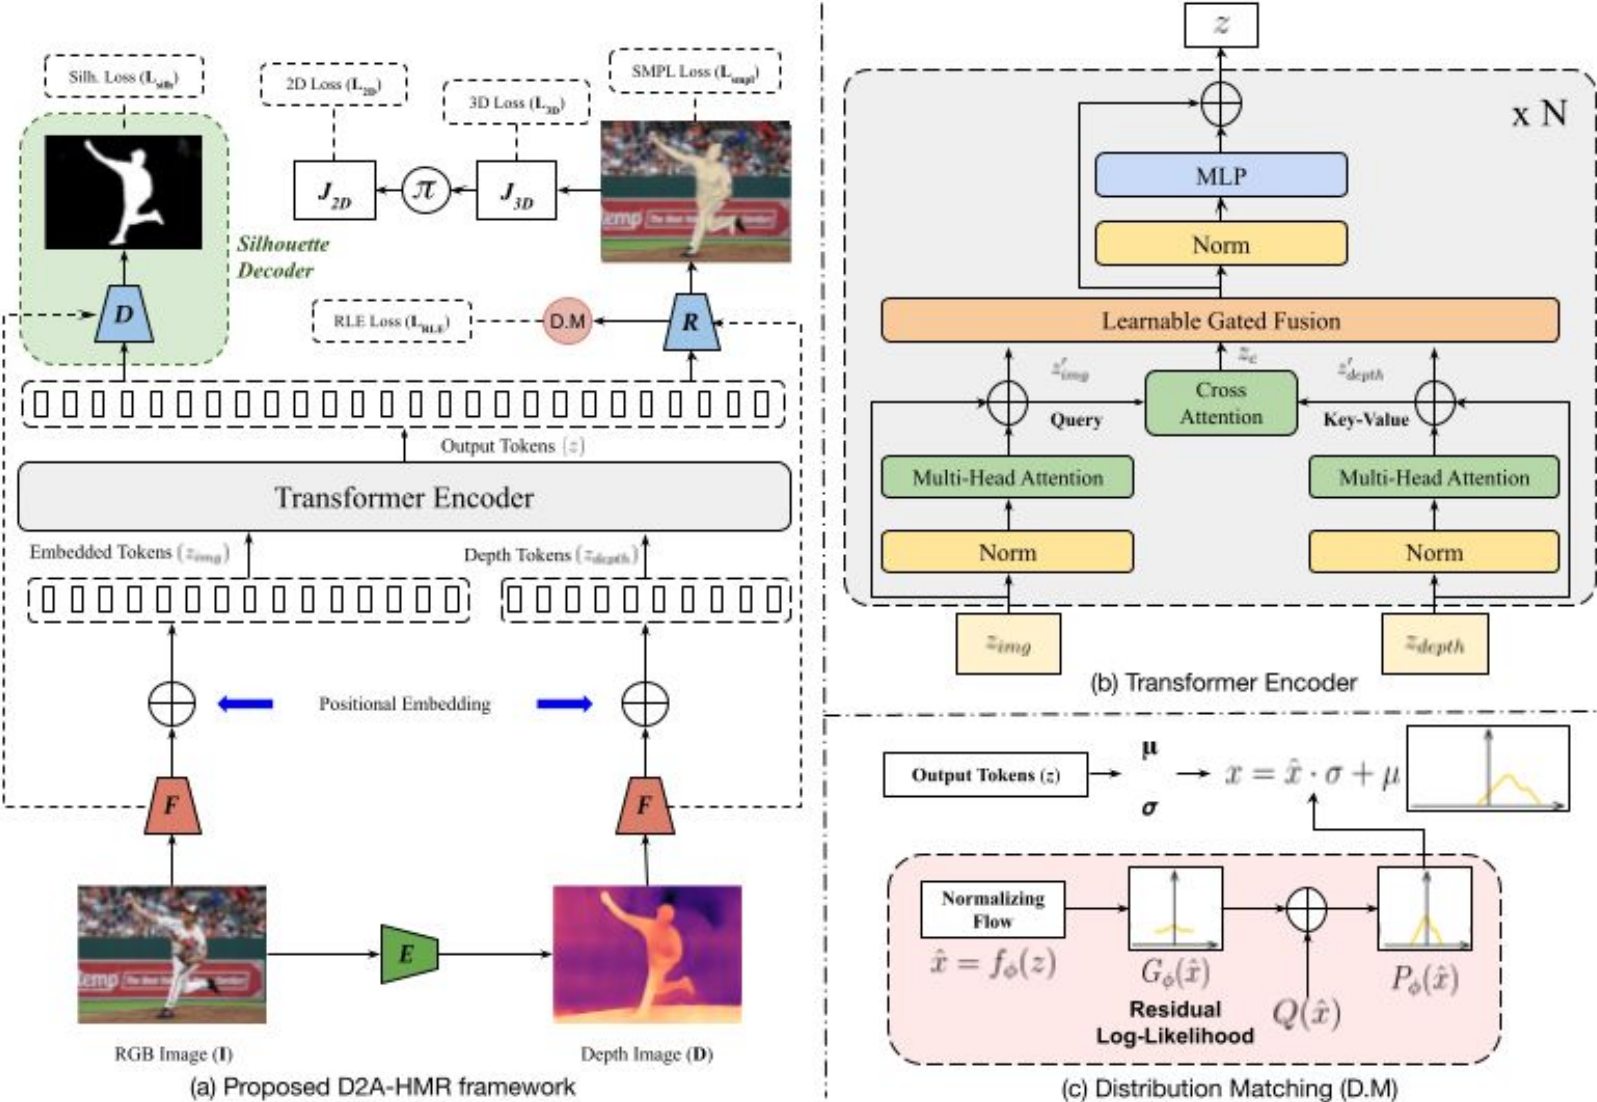 Silh. Loss (L_silh)
2D Loss (L_2D)
3D Loss (L_3D)
SMPL Loss (L_smpl)
J_2D
π
J_3D
Silhouette
Decoder
D
RLE Loss (L_RLE)
D.M
R
Output Tokens (z)
Transformer Encoder
Embedded Tokens (z_img)
Depth Tokens (z_depth)
Positional Embedding
F
F
E
RGB Image (I)
Depth Image (D)
(a) Proposed D2A-HMR framework
z
x N
MLP
Norm
Learnable Gated Fusion
z'_img
z_c
z'_depth
Cross
Attention
Query
Key-Value
Multi-Head Attention
Multi-Head Attention
Norm
Norm
z_img
z_depth
(b) Transformer Encoder
Output Tokens (z)
μ
σ
x = x̂ · σ + μ
Normalizing
Flow
x̂ = f_ϕ(z)
G_ϕ(x̂)
Residual
Log-Likelihood
Q(x̂)
P_ϕ(x̂)
(c) Distribution Matching (D.M)